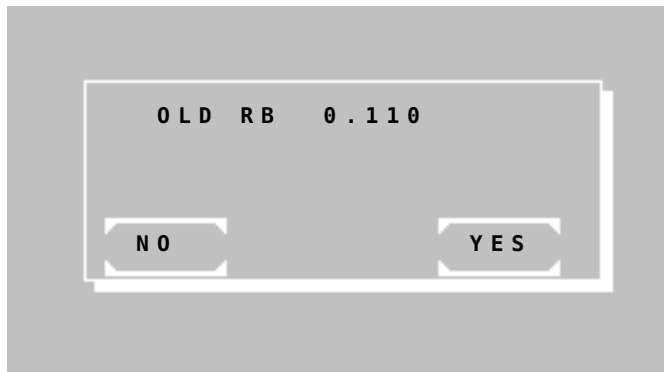 OLD RB 0.110
NO YES